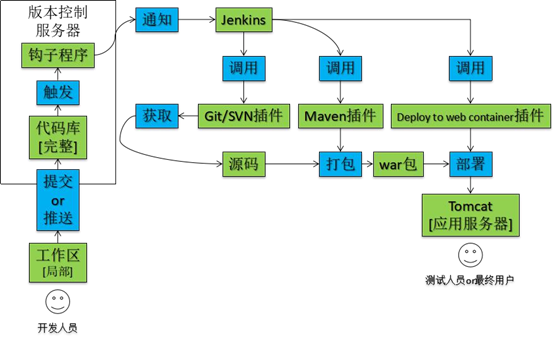 版本控制
服务器
钩子程序
通知
Jenkins
触发
调用
调用
调用
代码库
[完整]
获取
Git/SVN插件
Maven插件
Deploy to web container插件
提交
or
推送
源码
打包
war包
部署
工作区
[局部]
Tomcat
[应用服务器]
开发人员
测试人员or最终用户